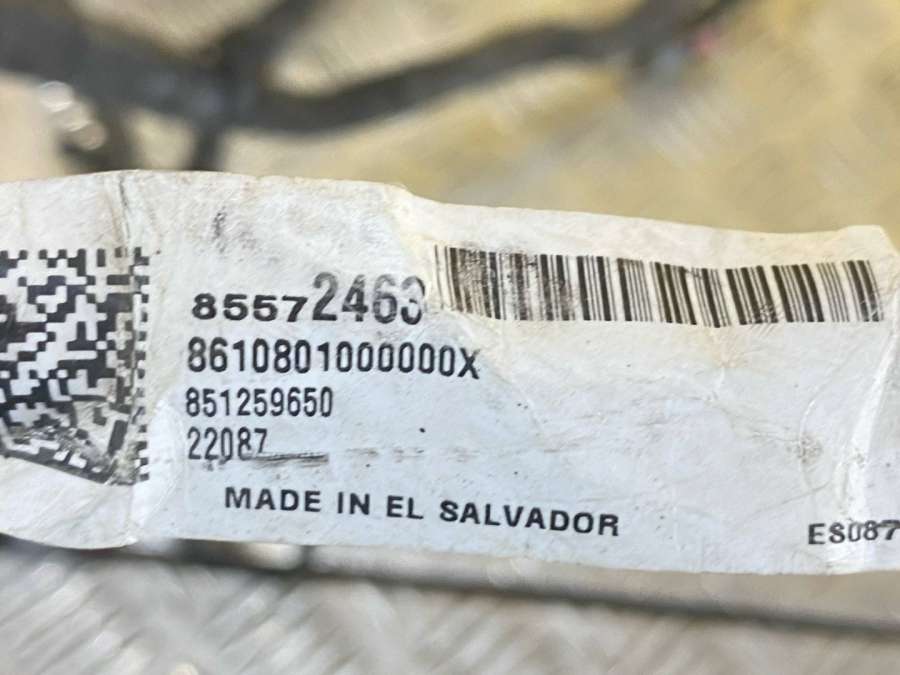 85572463
8610801000000X
851259650
22087
MADE IN EL SALVADOR
ES087